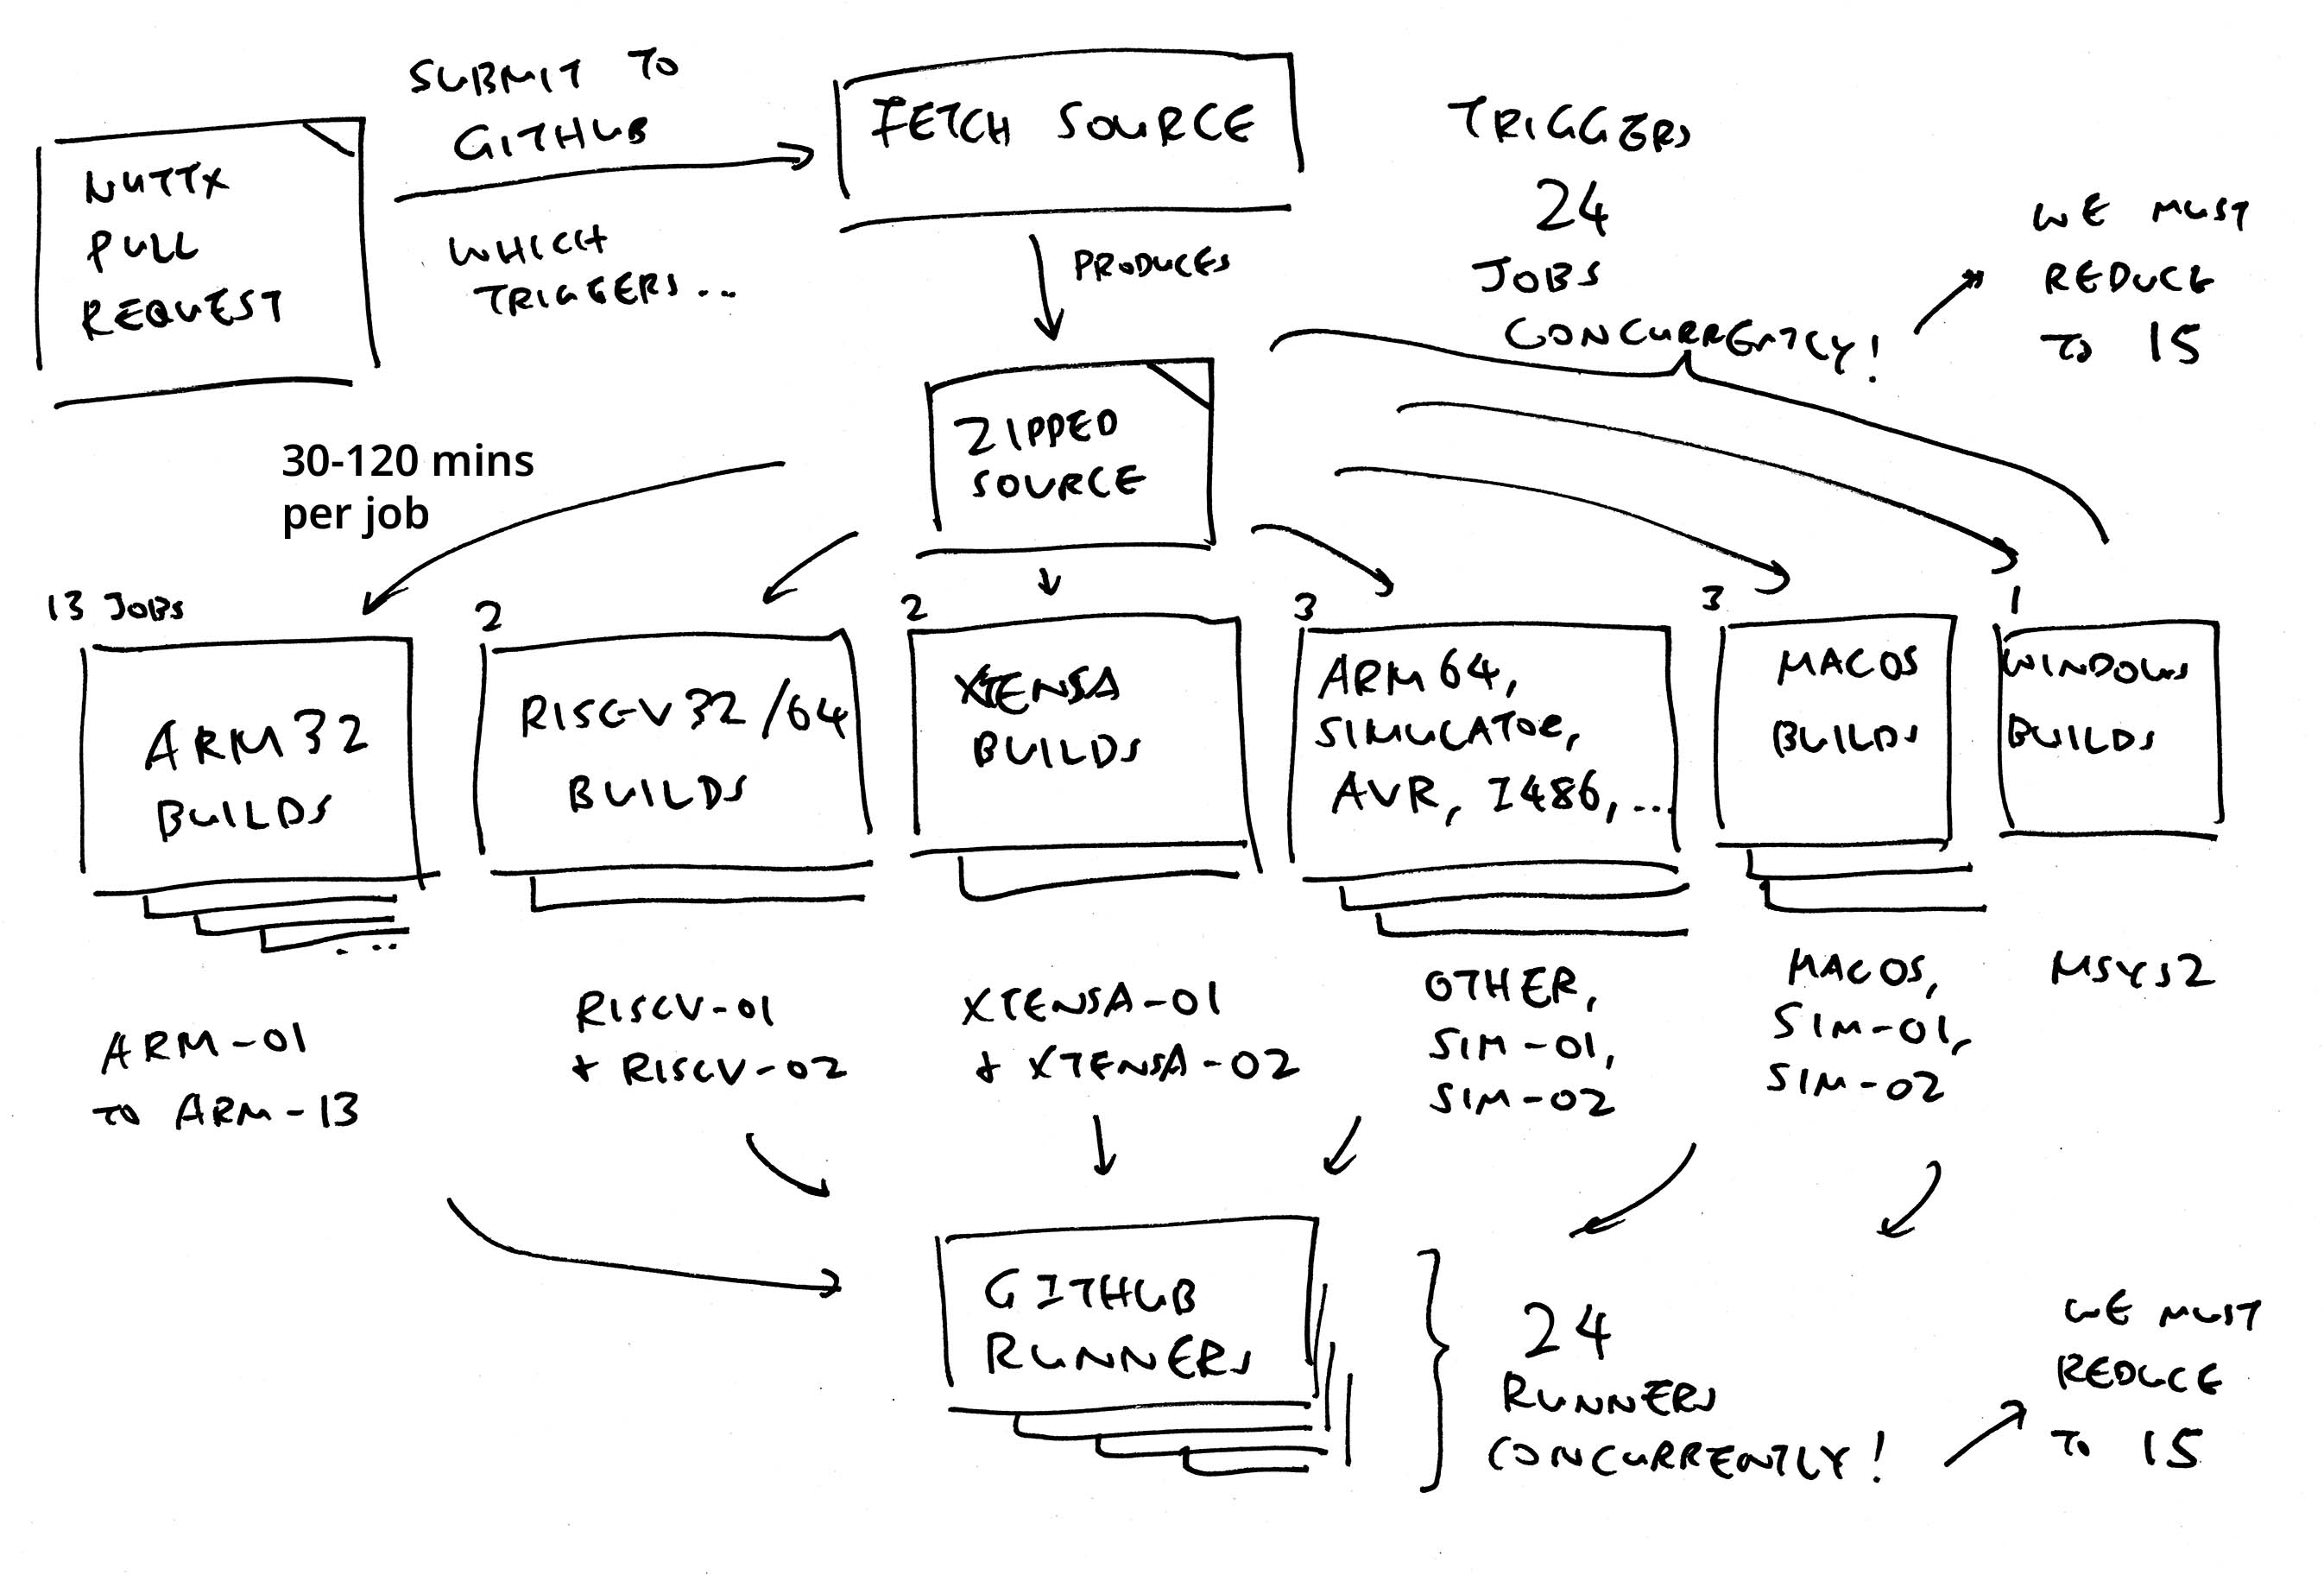 SUBMIT TO
GITHUB
WHICH
TRIGGERS...
NUTTX
PULL
REQUEST
FETCH SOURCE
PRODUCES
TRIGGERS
24
JOBS
CONCURRENTLY!
WE MUST
REDUCE
TO 15
ZIPPED
SOURCE
30-120 mins
per job
13 JOBS
ARM32
BUILDS
2
RISCV32/64
BUILDS
2
XTENSA
BUILDS
3
ARM64,
SIMULATOR,
AVR, I486, ...
3
MACOS
BUILDS
1
WINDOWS
BUILDS
ARM-01
TO ARM-13
RISCV-01
+ RISCV-02
XTENSA-01
+ XTENSA-02
OTHER,
SIM-01,
SIM-02
MACOS,
SIM-01,
SIM-02
MSYS2
GITHUB
RUNNERS
24
RUNNERS
CONCURRENTLY!
WE MUST
REDUCE
TO 15